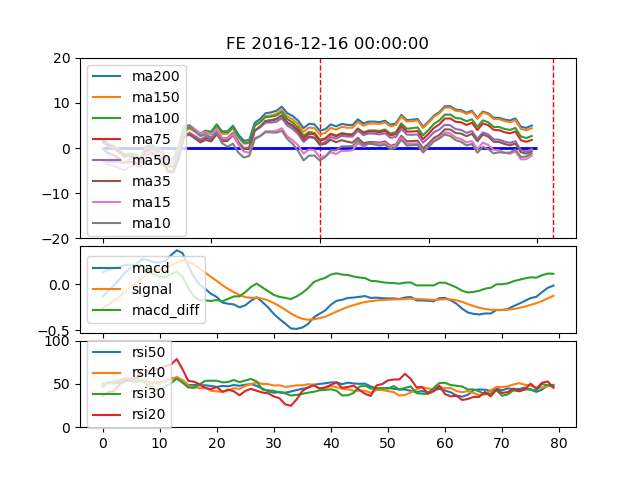 FE 2016-12-16 00:00:00
20
10
0
−10
−20
ma200
ma150
ma100
ma75
ma50
ma35
ma15
ma10
0.0
−0.5
macd
signal
macd_diff
100
50
0
rsi50
rsi40
rsi30
rsi20
0 10 20 30 40 50 60 70 80